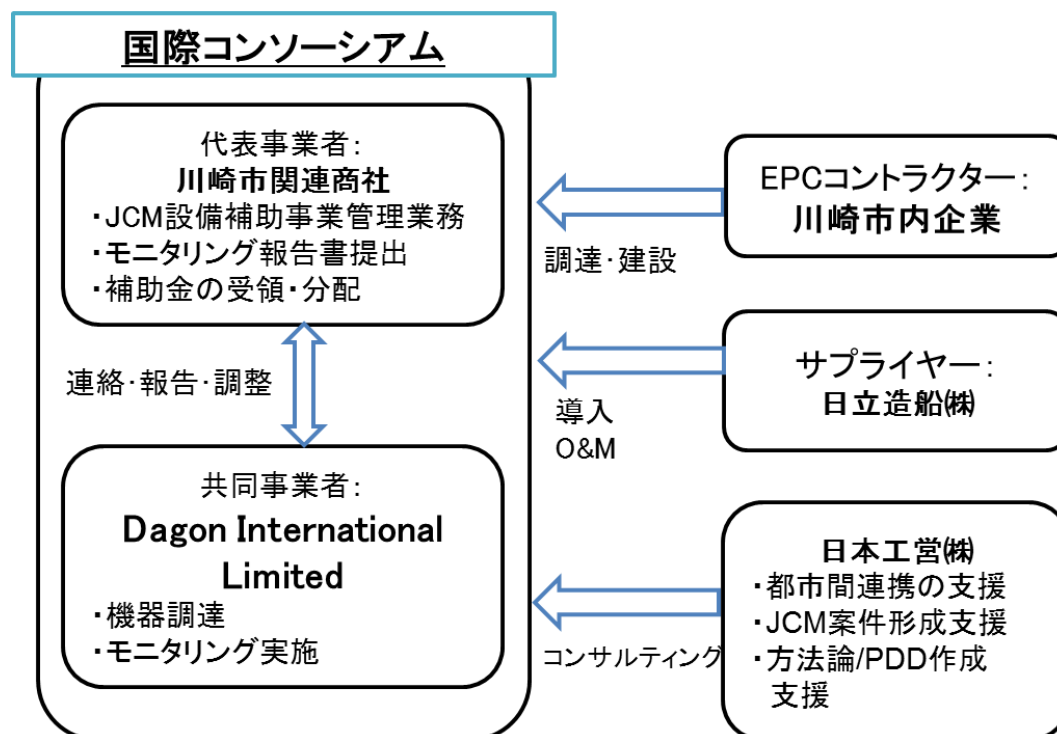 国際コンソーシアム
代表事業者：
川崎市関連商社
・JCM設備補助事業管理業務
・モニタリング報告書提出
・補助金の受領・分配
連絡・報告・調整
共同事業者：
Dagon International
Limited
・機器調達
・モニタリング実施
調達・建設
導入
O&M
コンサルティング
EPCコントラクター：
川崎市内企業
サプライヤー：
日立造船㈱
日本工営㈱
・都市間連携の支援
・JCM案件形成支援
・方法論/PDD作成
支援